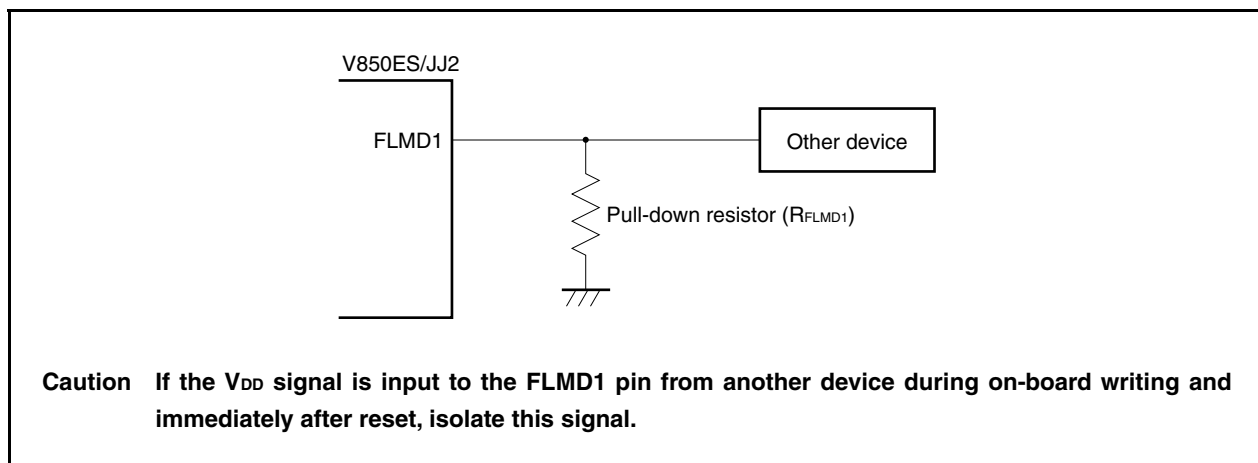 V850ES/JJ2
FLMD1
Other device
Pull-down resistor (RFLMD1)
Caution If the VDD signal is input to the FLMD1 pin from another device during on-board writing and
immediately after reset, isolate this signal.